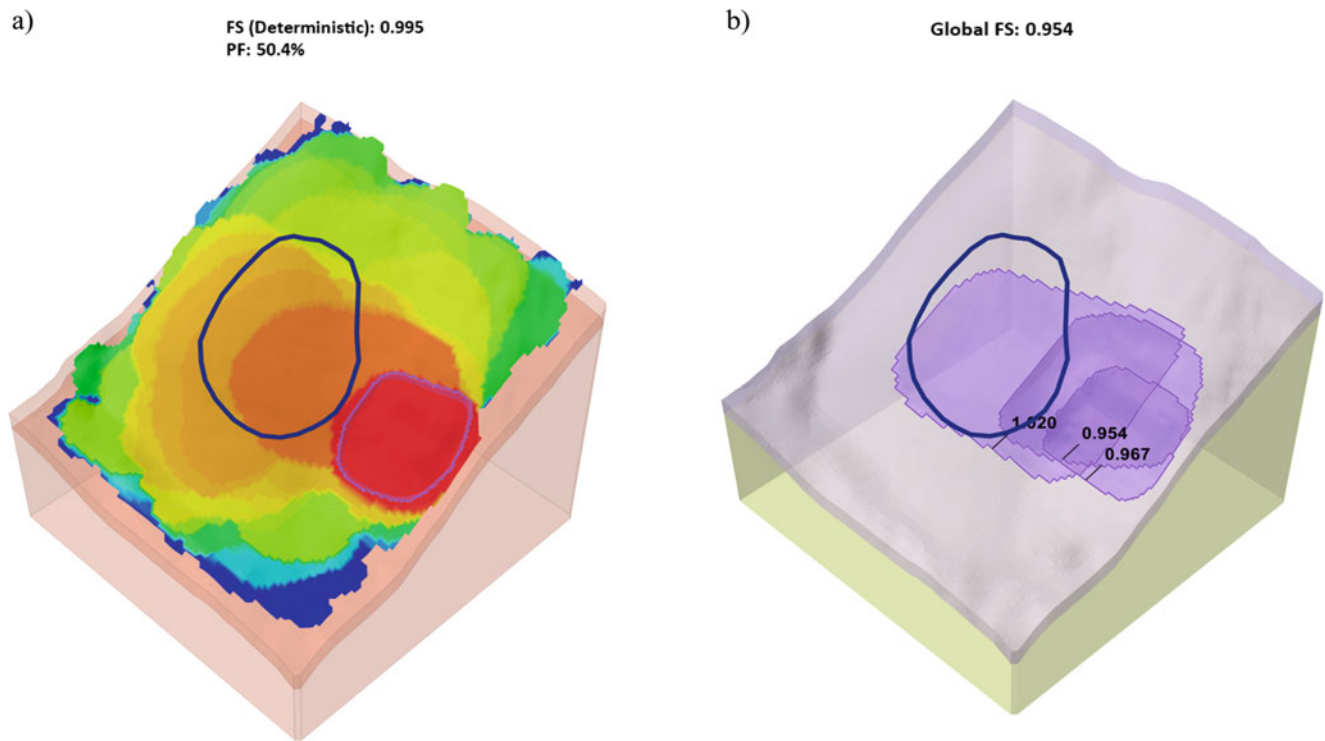 a)
FS (Deterministic): 0.995
PF: 50.4%
b)
Global FS: 0.954
1.020
0.954
0.967